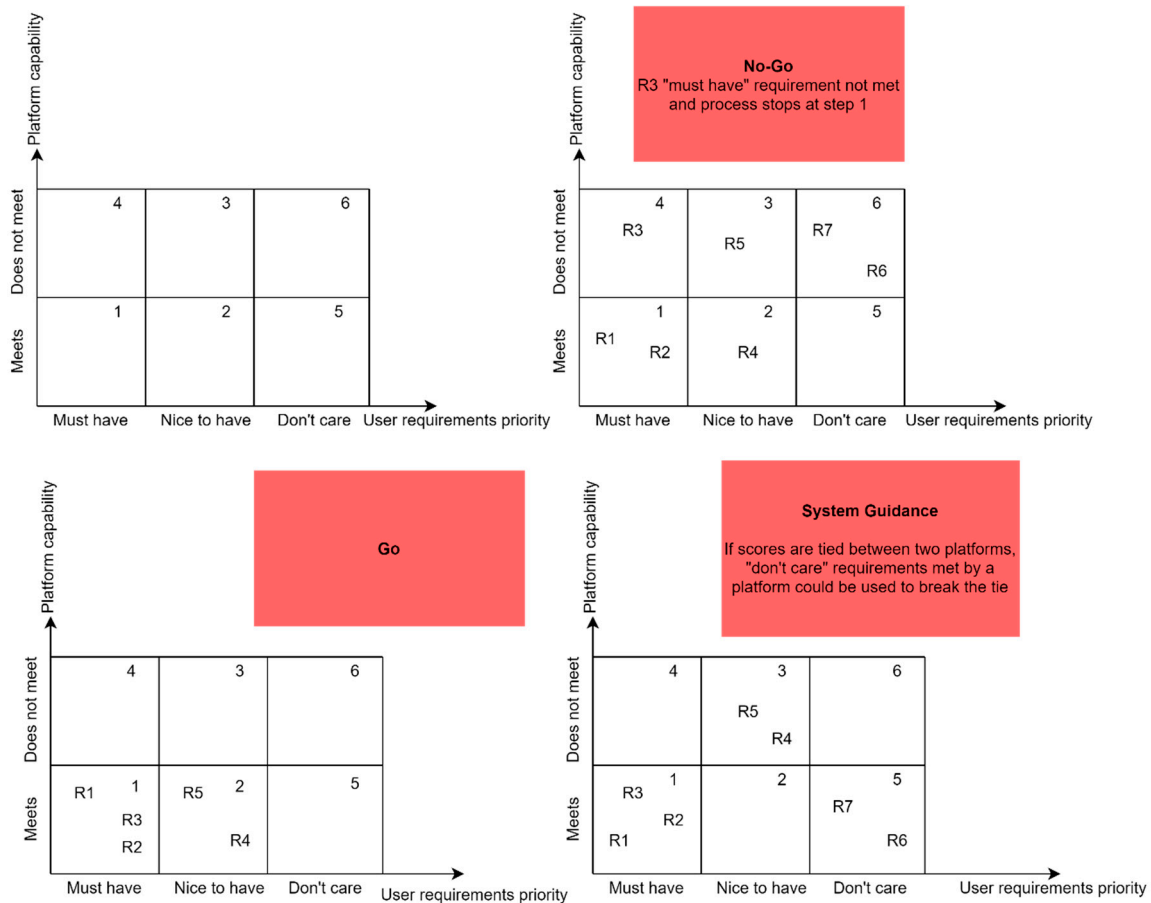 Platform capability
Does not meet
Meets
4 3 6
1 2 5
Must have Nice to have Don't care User requirements priority
No-Go
R3 "must have" requirement not met
and process stops at step 1
Platform capability
Does not meet
Meets
4 3 6
R3 R5 R7
R6
1 2 5
R1 R2 R4
Must have Nice to have Don't care User requirements priority
Go
Platform capability
Does not meet
Meets
4 3 6
R1 1 R5 2 5
R3
R2 R4
Must have Nice to have Don't care User requirements priority
System Guidance
If scores are tied between two platforms,
"don't care" requirements met by a
platform could be used to break the tie
Platform capability
Does not meet
Meets
4 3 6
R5
R4
1 2 5
R3 R7
R2
R1 R6
Must have Nice to have Don't care User requirements priority